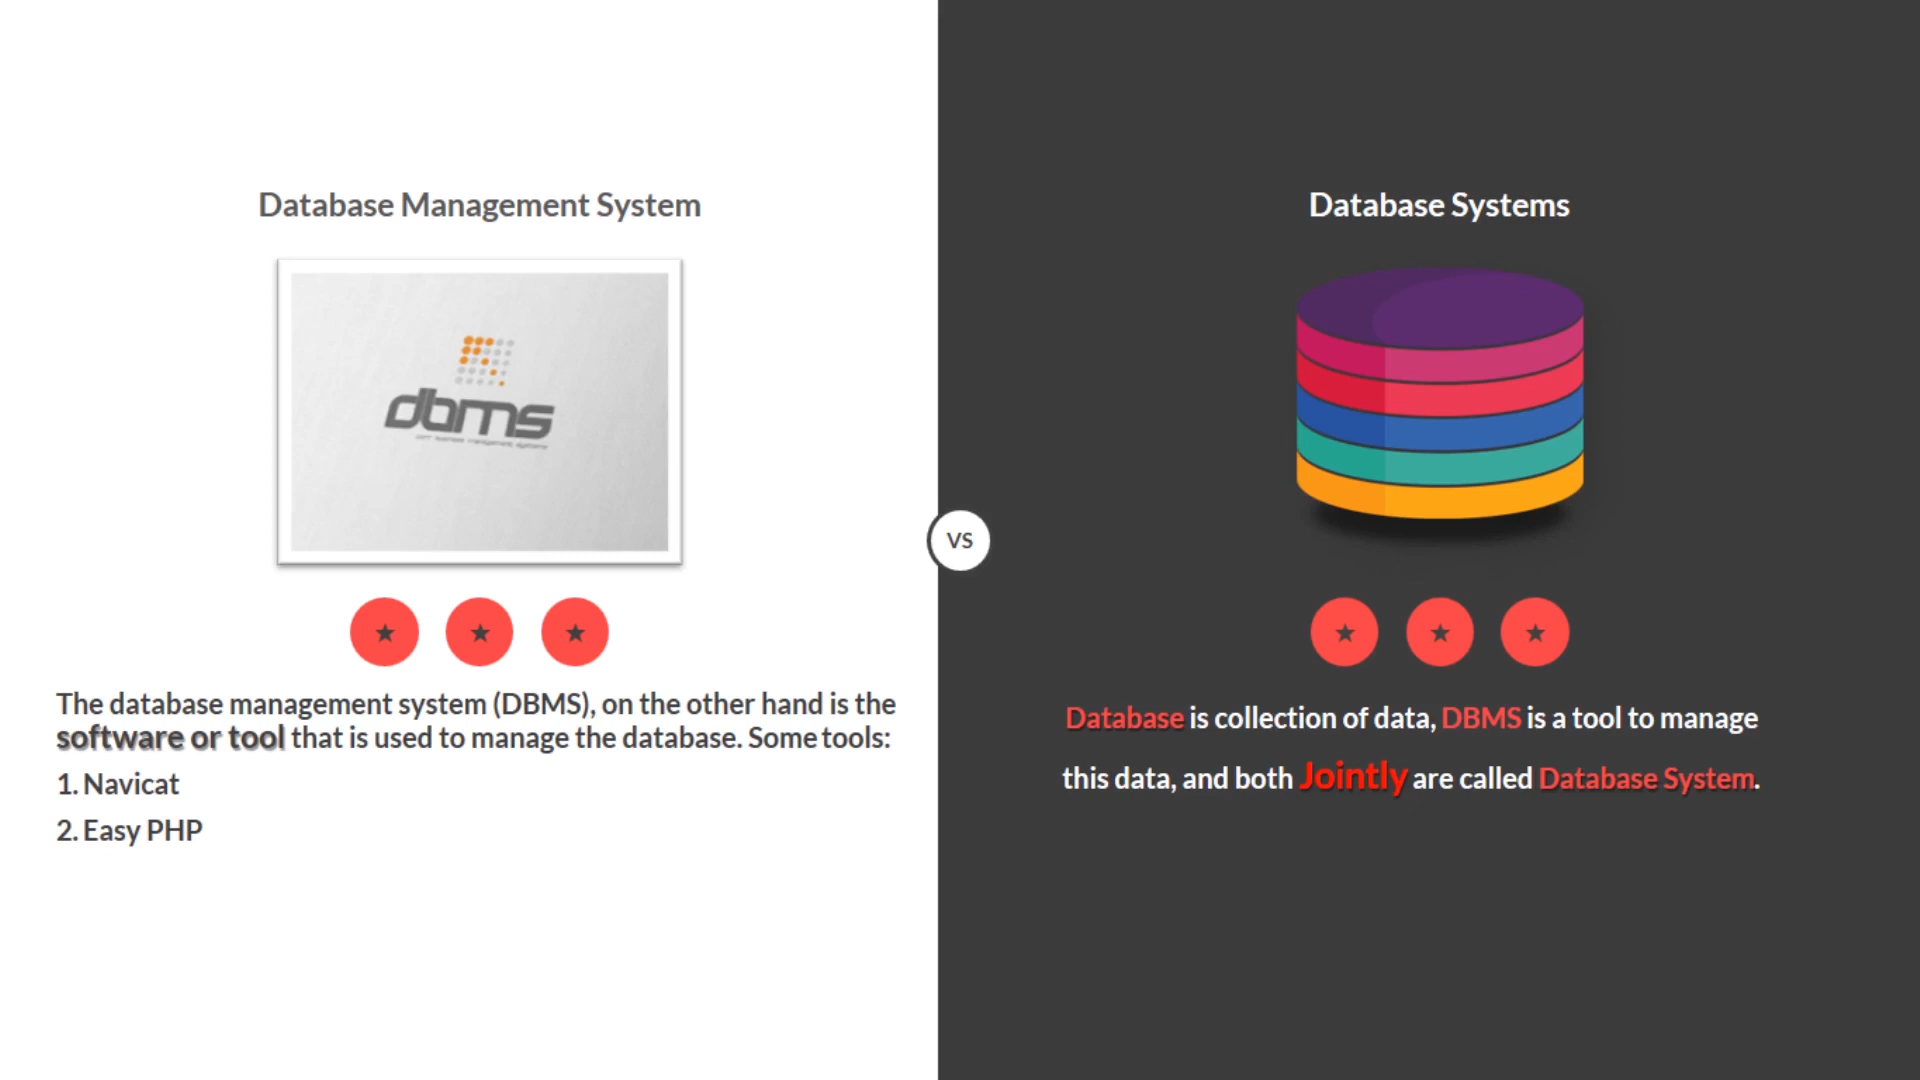 Database Management System
dbms
The database management system (DBMS), on the other hand is the
software or tool that is used to manage the database. Some tools:
1. Navicat
2. Easy PHP
VS
Database Systems
Database is collection of data, DBMS is a tool to manage
this data, and both Jointly are called Database System.